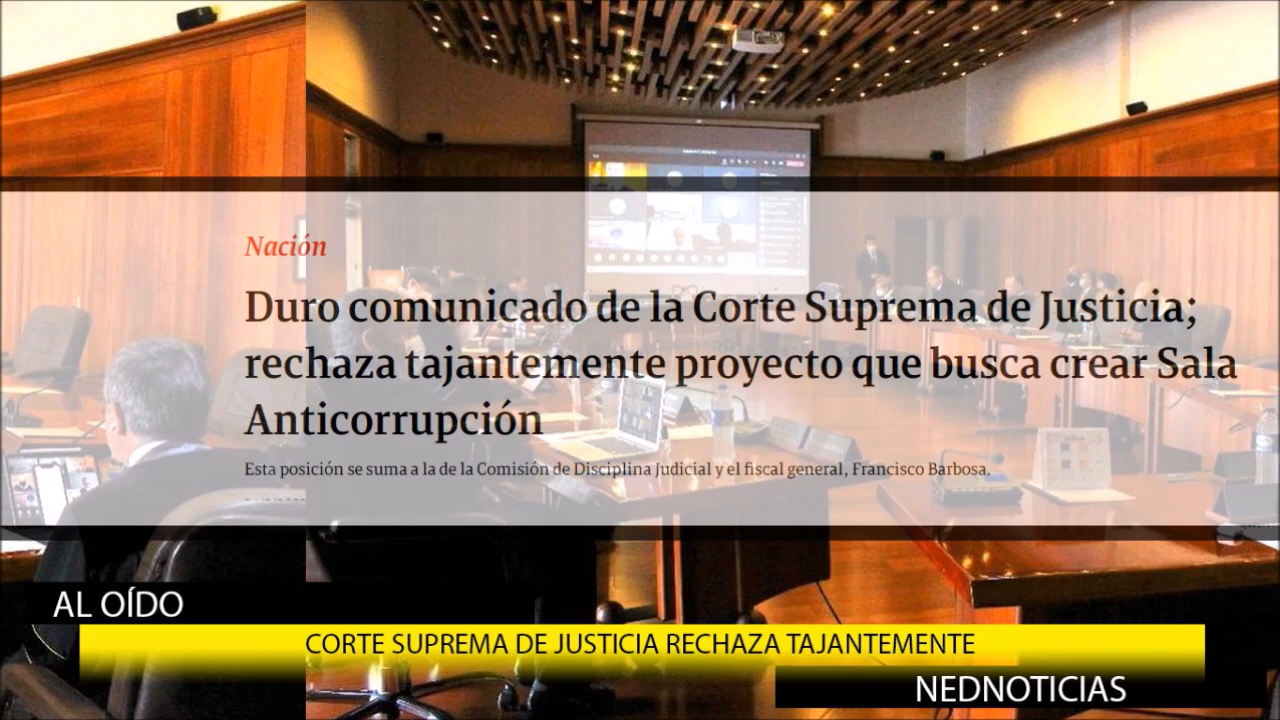 Nación
Duro comunicado de la Corte Suprema de Justicia;
rechaza tajantemente proyecto que busca crear Sala
Anticorrupción
Esta posición se suma a la de la Comisión de Disciplina Judicial y el fiscal general, Francisco Barbosa.
AL OÍDO
CORTE SUPREMA DE JUSTICIA RECHAZA TAJANTEMENTE
NEDNOTICIAS